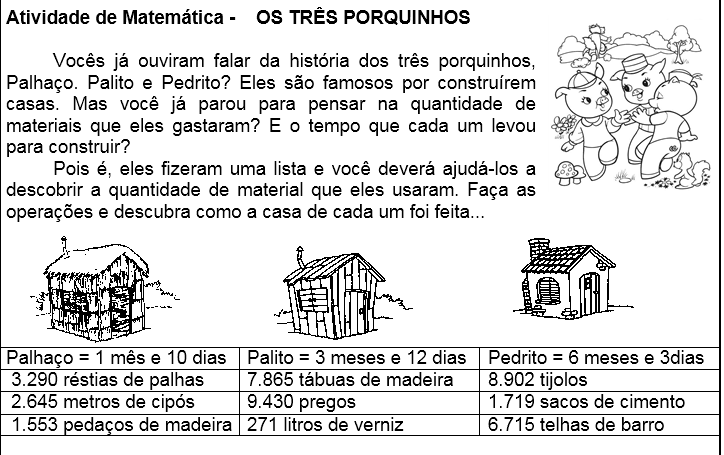 Atividade de Matemática - OS TRÊS PORQUINHOS
Vocês já ouviram falar da história dos três porquinhos,
Palhaço. Palito e Pedrito? Eles são famosos por construírem
casas. Mas você já parou para pensar na quantidade de
materiais que eles gastaram? E o tempo que cada um levou
para construir?
Pois é, eles fizeram uma lista e você deverá ajudá-los a
descobrir a quantidade de material que eles usaram. Faça as
operações e descubra como a casa de cada um foi feita...
Palhaço = 1 mês e 10 dias Palito = 3 meses e 12 dias Pedrito = 6 meses e 3dias
3.290 réstias de palhas 7.865 tábuas de madeira 8.902 tijolos
2.645 metros de cipós 9.430 pregos 1.719 sacos de cimento
1.553 pedaços de madeira 271 litros de verniz 6.715 telhas de barro